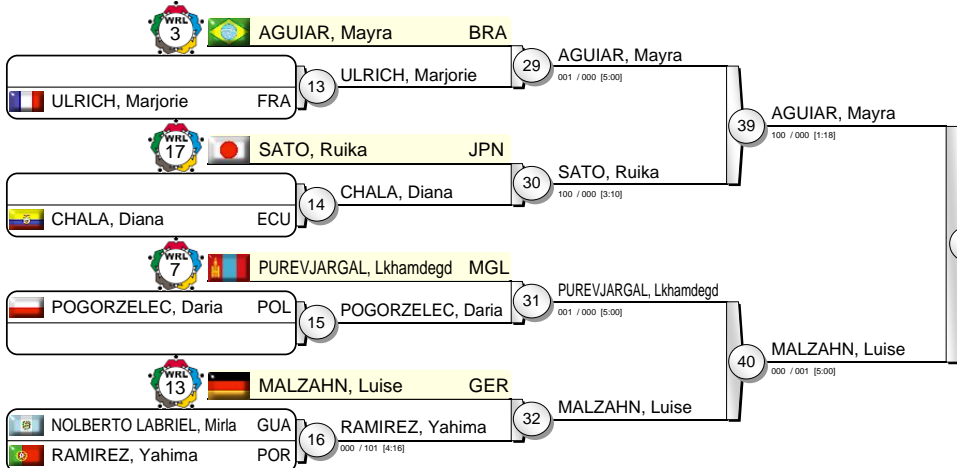 WRL 3 AGUIAR, Mayra BRA
ULRICH, Marjorie FRA
13 ULRICH, Marjorie
29 AGUIAR, Mayra
001 / 000 [5:00]
WRL 17 SATO, Ruika JPN
CHALA, Diana ECU
14 CHALA, Diana
30 SATO, Ruika
100 / 000 [3:10]
39 AGUIAR, Mayra
100 / 000 [1:18]
WRL 7 PUREVJARGAL, Lkhamdegd MGL
POGORZELEC, Daria POL
15 POGORZELEC, Daria
31 PUREVJARGAL, Lkhamdegd
001 / 000 [5:00]
WRL 13 MALZAHN, Luise GER
NOLBERTO LABRIEL, Mirla GUA
RAMIREZ, Yahima POR
16 RAMIREZ, Yahima
000 / 101 [4:16]
32 MALZAHN, Luise
40 MALZAHN, Luise
000 / 001 [5:00]